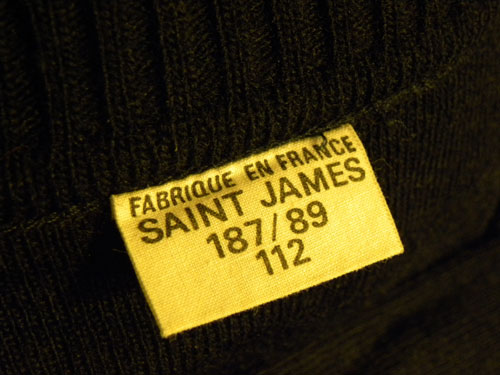 FABRIQUE EN FRANCE
SAINT JAMES
187/89
112